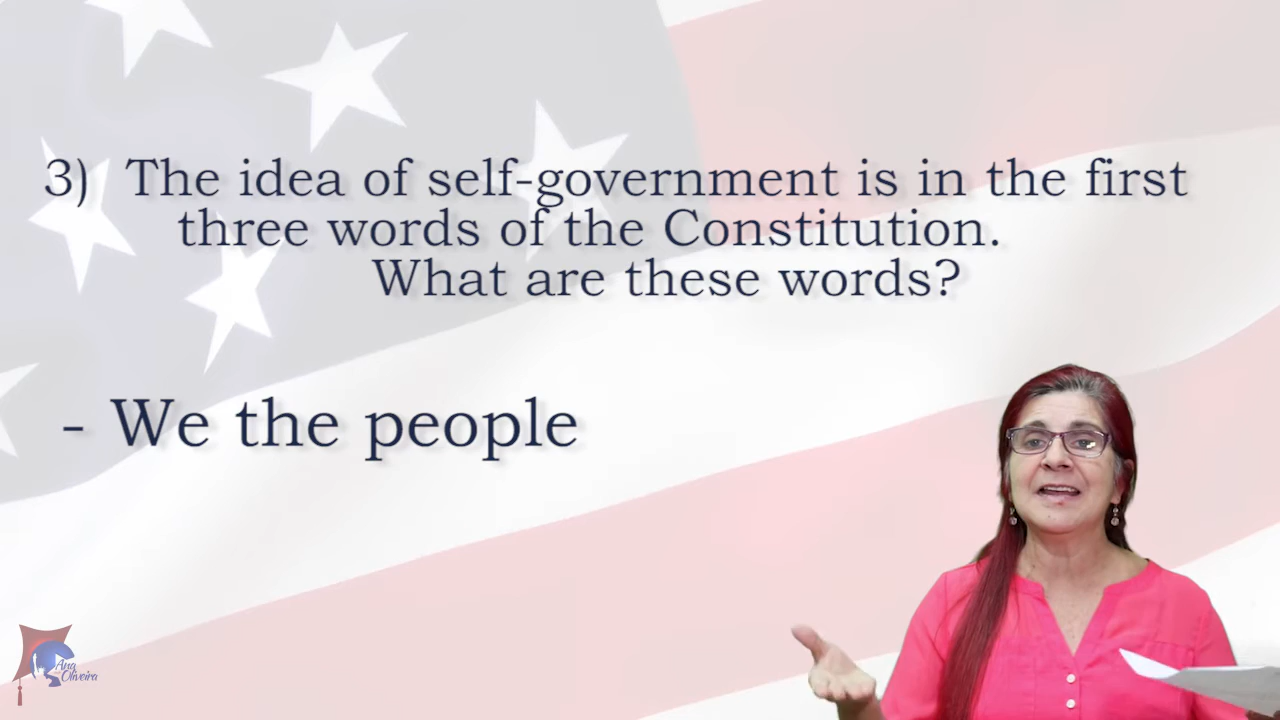 3) The idea of self-government is in the first
three words of the Constitution.
What are these words?
- We the people
Ana
Oliveira